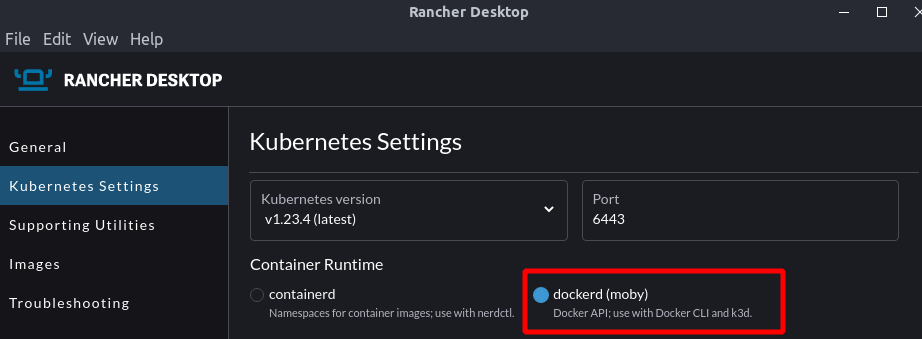 Rancher Desktop
File Edit View Help
RANCHER DESKTOP
General
Kubernetes Settings
Supporting Utilities
Images
Troubleshooting
Kubernetes Settings
Kubernetes version
v1.23.4 (latest)
Port
6443
Container Runtime
containerd
Namespaces for container images; use with nerdctl.
dockerd (moby)
Docker API; use with Docker CLI and k3d.